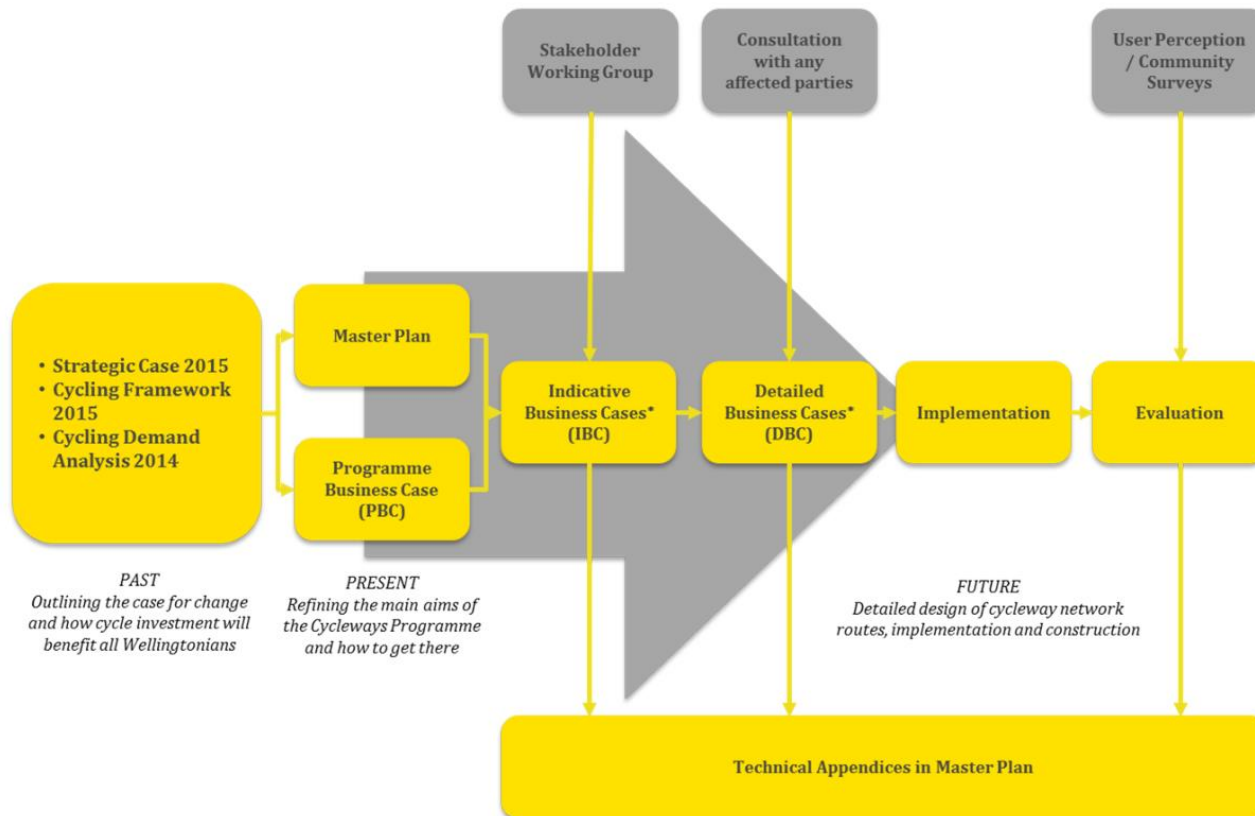 Stakeholder
Working Group
Consultation
with any
affected parties
User Perception
/ Community
Surveys
• Strategic Case 2015
• Cycling Framework
2015
• Cycling Demand
Analysis 2014
Master Plan
Programme
Business Case
(PBC)
Indicative
Business Cases*
(IBC)
Detailed
Business Cases*
(DBC)
Implementation
Evaluation
PAST
Outlining the case for change
and how cycle investment will
benefit all Wellingtonians
PRESENT
Refining the main aims of
the Cycleways Programme
and how to get there
FUTURE
Detailed design of cycleway network
routes, implementation and construction
Technical Appendices in Master Plan